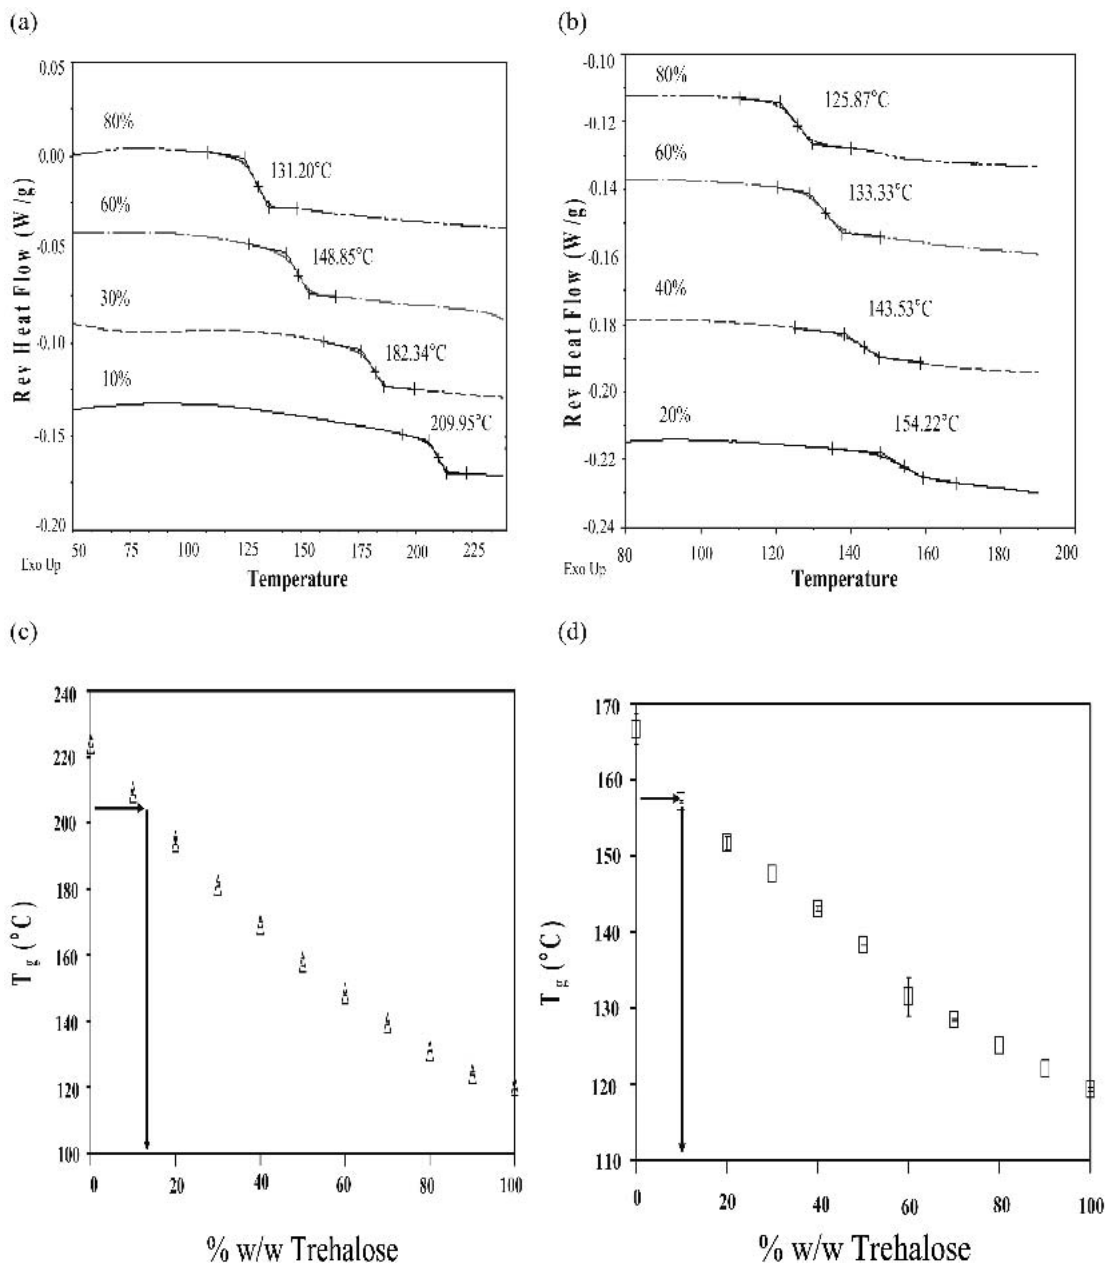 (a)
0.05
0.00
-0.05
-0.10
-0.15
-0.20
Rev Heat Flow (W/g)
80%
131.20°C
60%
148.85°C
30%
182.34°C
10%
209.95°C
50 75 100 125 150 175 200 225
Exo Up
Temperature
(b)
-0.10
-0.12
-0.14
-0.16
-0.18
-0.20
-0.22
-0.24
Rev Heat Flow (W/g)
80%
125.87°C
60%
133.33°C
40%
143.53°C
20%
154.22°C
80 100 120 140 160 180 200
Exo Up
Temperature
(c)
240
220
200
180
160
140
120
100
Tg (°C)
0 20 40 60 80 100
% w/w Trehalose
(d)
170
160
150
140
130
120
110
Tg (°C)
0 20 40 60 80 100
% w/w Trehalose